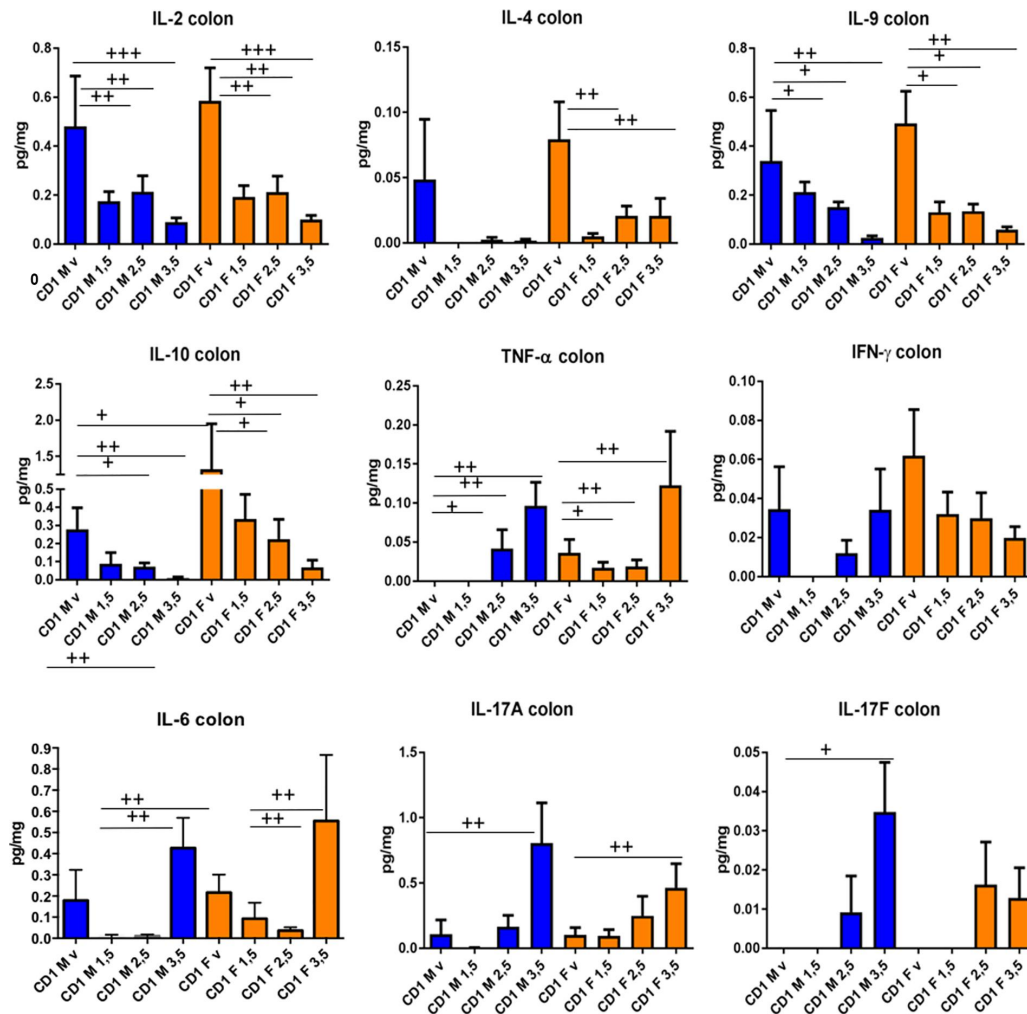 IL-2 colon
pg/mg
0.8
0.6
0.4
0.2
0.0
0
+++
++
++
+++
++
++
CD1 M v
CD1 M 1,5
CD1 M 2,5
CD1 M 3,5
CD1 F v
CD1 F 1,5
CD1 F 2,5
CD1 F 3,5
IL-4 colon
pg/mg
0.15
0.10
0.05
0.00
++
++
CD1 M v
CD1 M 1,5
CD1 M 2,5
CD1 M 3,5
CD1 F v
CD1 F 1,5
CD1 F 2,5
CD1 F 3,5
IL-9 colon
pg/mg
0.8
0.6
0.4
0.2
0.0
++
+
+
++
+
+
CD1 M v
CD1 M 1,5
CD1 M 2,5
CD1 M 3,5
CD1 F v
CD1 F 1,5
CD1 F 2,5
CD1 F 3,5
IL-10 colon
pg/mg
2.5
2.0
1.5
0.5
0.4
0.3
0.2
0.1
0.0
+
++
+
++
+
+
CD1 M v
CD1 M 1,5
CD1 M 2,5
CD1 M 3,5
CD1 F v
CD1 F 1,5
CD1 F 2,5
CD1 F 3,5
++
TNF-α colon
pg/mg
0.25
0.20
0.15
0.10
0.05
0.00
++
++
+
++
++
+
CD1 M v
CD1 M 1,5
CD1 M 2,5
CD1 M 3,5
CD1 F v
CD1 F 1,5
CD1 F 2,5
CD1 F 3,5
IFN-γ colon
pg/mg
0.10
0.08
0.06
0.04
0.02
0.00
CD1 M v
CD1 M 1,5
CD1 M 2,5
CD1 M 3,5
CD1 F v
CD1 F 1,5
CD1 F 2,5
CD1 F 3,5
IL-6 colon
pg/mg
0.9
0.8
0.7
0.6
0.5
0.4
0.3
0.2
0.1
0.0
++
++
++
++
CD1 M v
CD1 M 1,5
CD1 M 2,5
CD1 M 3,5
CD1 F v
CD1 F 1,5
CD1 F 2,5
CD1 F 3,5
IL-17A colon
pg/mg
1.5
1.0
0.5
0.0
++
++
CD1 M v
CD1 M 1,5
CD1 M 2,5
CD1 M 3,5
CD1 F v
CD1 F 1,5
CD1 F 2,5
CD1 F 3,5
IL-17F colon
pg/mg
0.05
0.04
0.03
0.02
0.01
0.00
+
CD1 M v
CD1 M 1,5
CD1 M 2,5
CD1 M 3,5
CD1 F v
CD1 F 1,5
CD1 F 2,5
CD1 F 3,5